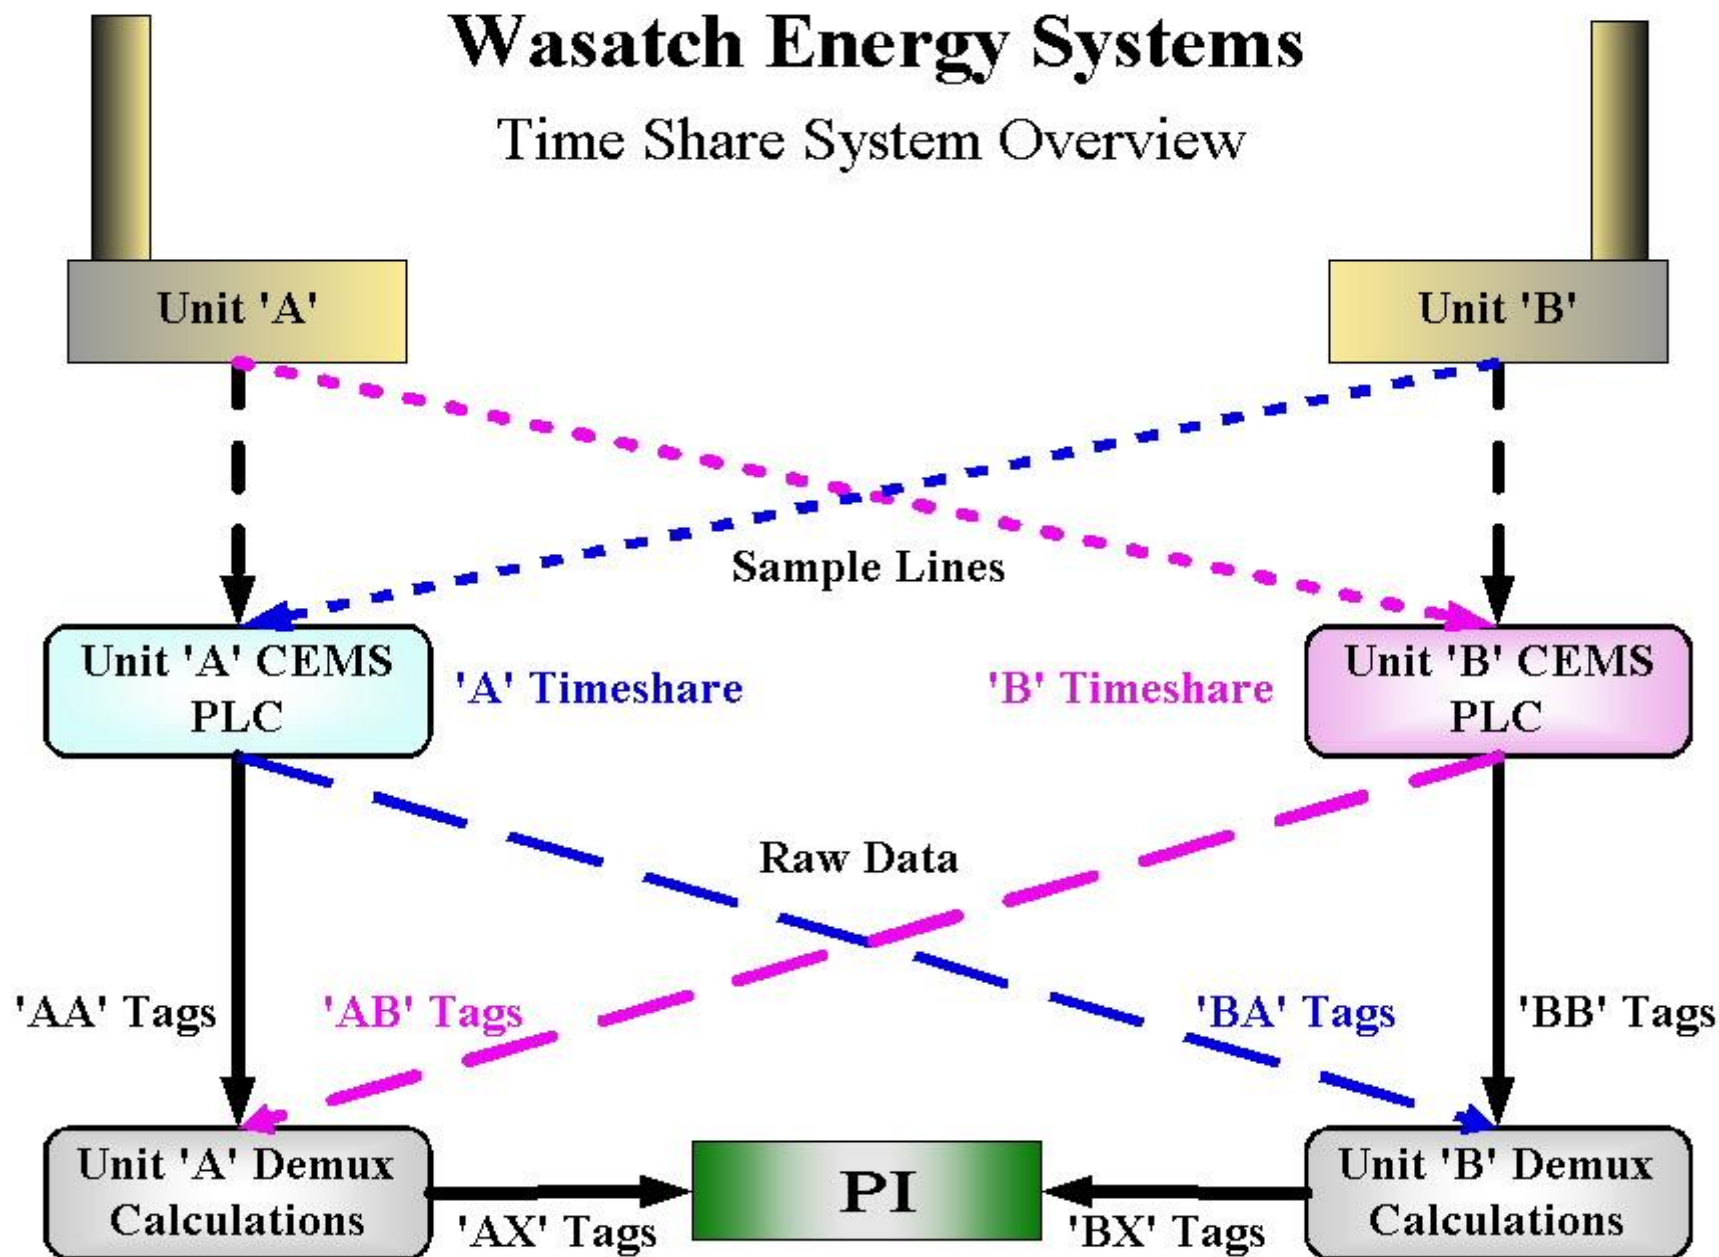 Wasatch Energy Systems
Time Share System Overview
Unit 'A'
Unit 'B'
Sample Lines
Unit 'A' CEMS
PLC
'A' Timeshare
'B' Timeshare
Unit 'B' CEMS
PLC
Raw Data
'AA' Tags
'AB' Tags
'BA' Tags
'BB' Tags
Unit 'A' Demux
Calculations
'AX' Tags
PI
'BX' Tags
Unit 'B' Demux
Calculations